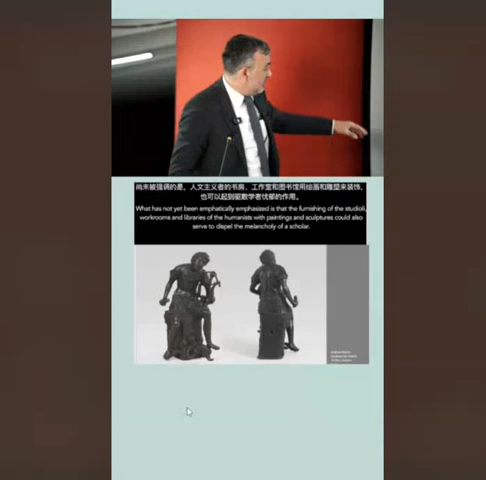 尚未被强调的是，人文主义者的书房、工作室和图书馆用绘画和雕塑来装饰，
也可以起到驱散学者忧郁的作用。
What has not yet been emphatically emphasized is that the furnishing of the studioli,
workrooms and libraries of the humanists with paintings and sculptures could also
serve to dispel the melancholy of a scholar.